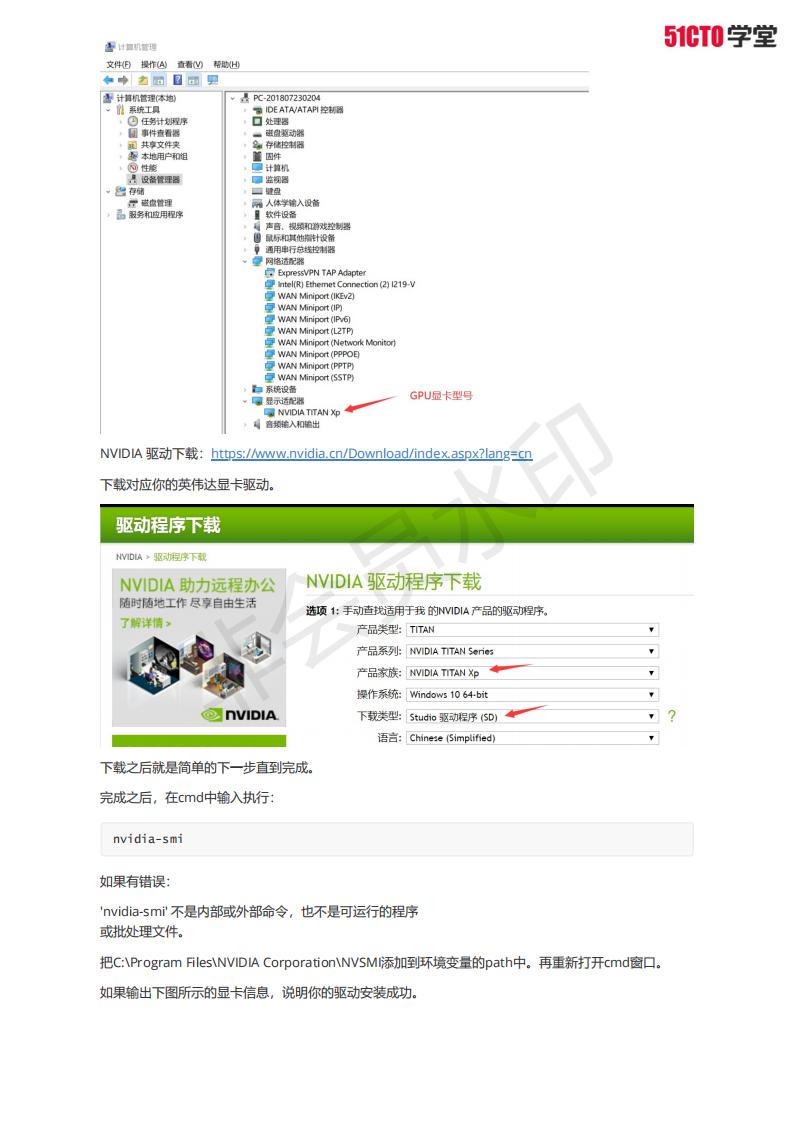 51CTO学堂
计算机管理
文件(F) 操作(A) 查看(V) 帮助(H)
计算机管理(本地)
系统工具
任务计划程序
事件查看器
共享文件夹
本地用户和组
性能
设备管理器
存储
磁盘管理
服务和应用程序
PC-201807230204
IDE ATA/ATAPI 控制器
处理器
磁盘驱动器
存储控制器
固件
计算机
监视器
键盘
人体学输入设备
软件设备
声音、视频和游戏控制器
鼠标和其他指针设备
通用串行总线控制器
网络适配器
ExpressVPN TAP Adapter
Intel(R) Ethernet Connection (2) I219-V
WAN Miniport (IKEv2)
WAN Miniport (IP)
WAN Miniport (IPv6)
WAN Miniport (L2TP)
WAN Miniport (Network Monitor)
WAN Miniport (PPPOE)
WAN Miniport (PPTP)
WAN Miniport (SSTP)
系统设备
显示适配器
NVIDIA TITAN Xp
音频输入和输出
GPU显卡型号
NVIDIA 驱动下载：https://www.nvidia.cn/Download/index.aspx?lang=cn
下载对应你的英伟达显卡驱动。
驱动程序下载
NVIDIA > 驱动程序下载
NVIDIA 助力远程办公
随时随地工作 尽享自由生活
了解详情 >
NVIDIA.
NVIDIA 驱动程序下载
选项 1: 手动查找适用于我 的NVIDIA 产品的驱动程序。
产品类型: TITAN
产品系列: NVIDIA TITAN Series
产品家族: NVIDIA TITAN Xp
操作系统: Windows 10 64-bit
下载类型: Studio 驱动程序 (SD) ?
语言: Chinese (Simplified)
下载之后就是简单的下一步直到完成。
完成之后，在cmd中输入执行：
nvidia-smi
如果有错误：
'nvidia-smi' 不是内部或外部命令，也不是可运行的程序
或批处理文件。
把C:\Program Files\NVIDIA Corporation\NVSMI添加到环境变量的path中。再重新打开cmd窗口。
如果输出下图所示的显卡信息，说明你的驱动安装成功。
非会员水印